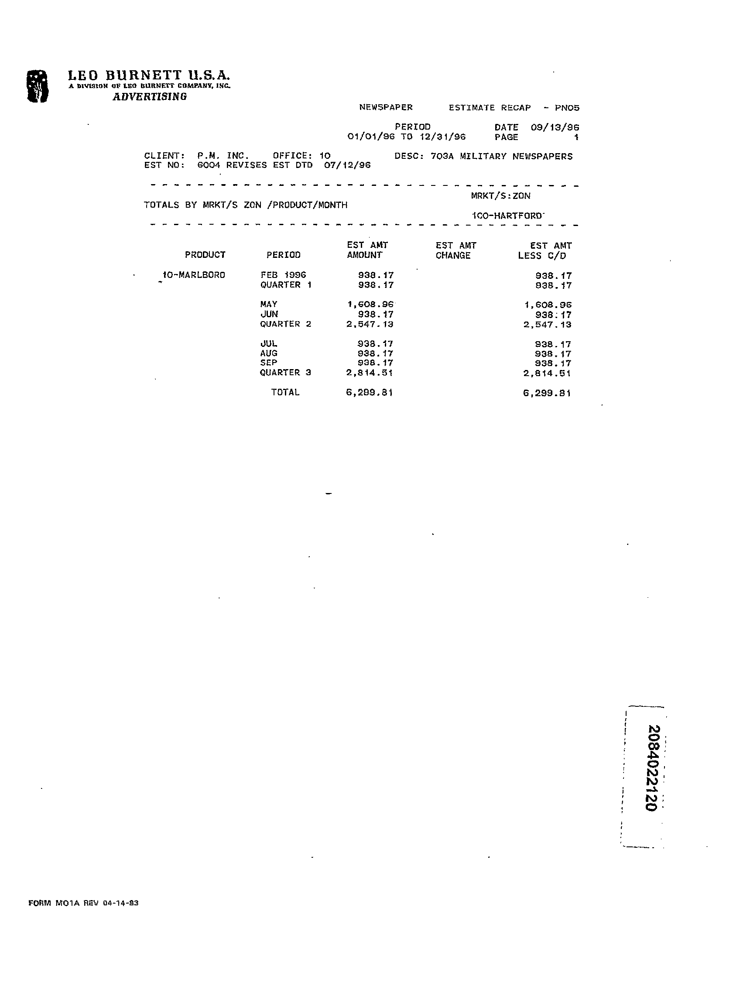 LEO BURNETT U.S.A.
A DIVISION OF LEO BURNETT COMPANY, INC.
ADVERTISING
NEWSPAPER ESTIMATE RECAP - PN05
PERIOD DATE 09/13/96
01/01/96 TO 12/31/96 PAGE 1
CLIENT: P.M. INC. OFFICE: 10 DESC: 703A MILITARY NEWSPAPERS
EST NO: 6004 REVISES EST DTD 07/12/96
MRKT/S:ZON
TOTALS BY MRKT/S ZON /PRODUCT/MONTH
100-HARTFORD
EST AMT EST AMT EST AMT
PRODUCT PERIOD AMOUNT CHANGE LESS C/D
10-MARLBORO FEB 1996 938.17 938.17
QUARTER 1 938.17 938.17
MAY 1,608.96 1,608.96
JUN 938.17 938.17
QUARTER 2 2,547.13 2,547.13
JUL 938.17 938.17
AUG 938.17 938.17
SEP 938.17 938.17
QUARTER 3 2,814.51 2,814.51
TOTAL 6,299.81 6,299.81
2084022120
FORM M01A REV 04-14-83